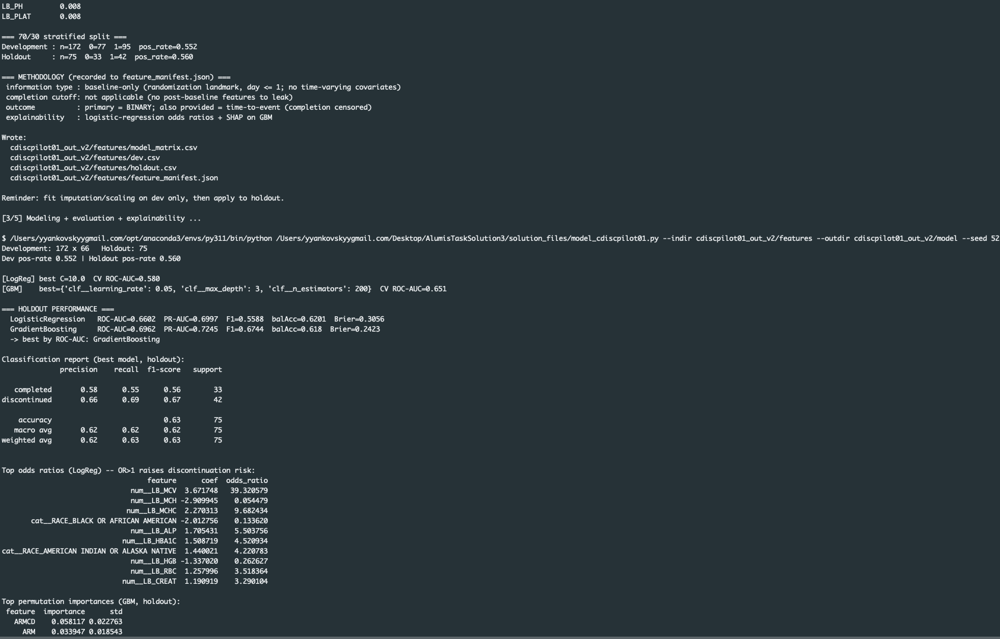 LB_PH         0.008
LB_PLAT       0.008

=== 70/30 stratified split ===
Development : n=172  0=77  1=95  pos_rate=0.552
Holdout     : n=75  0=33  1=42  pos_rate=0.560

=== METHODOLOGY (recorded to feature_manifest.json) ===
 information type : baseline-only (randomization landmark, day <= 1; no time-varying covariates)
 completion cutoff: not applicable (no post-baseline features to leak)
 outcome          : primary = BINARY; also provided = time-to-event (completion censored)
 explainability   : logistic-regression odds ratios + SHAP on GBM

Wrote:
  cdiscpilot01_out_v2/features/model_matrix.csv
  cdiscpilot01_out_v2/features/dev.csv
  cdiscpilot01_out_v2/features/holdout.csv
  cdiscpilot01_out_v2/features/feature_manifest.json

Reminder: fit imputation/scaling on dev only, then apply to holdout.

[3/5] Modeling + evaluation + explainability ...

$ /Users/yyankovskyygmail.com/opt/anaconda3/envs/py311/bin/python /Users/yyankovskyygmail.com/Desktop/AlumisTaskSolution3/solution_files/model_cdiscpilot01.py --indir cdiscpilot01_out_v2/features --outdir cdiscpilot01_out_v2/model --seed 52
Development: 172 x 66   Holdout: 75
Dev pos-rate 0.552 | Holdout pos-rate 0.560

[LogReg] best C=10.0  CV ROC-AUC=0.580
[GBM]    best={'clf__learning_rate': 0.05, 'clf__max_depth': 3, 'clf__n_estimators': 200}  CV ROC-AUC=0.651

=== HOLDOUT PERFORMANCE ===
  LogisticRegression   ROC-AUC=0.6602  PR-AUC=0.6997  F1=0.5588  balAcc=0.6201  Brier=0.3056
  GradientBoosting     ROC-AUC=0.6962  PR-AUC=0.7245  F1=0.6744  balAcc=0.618  Brier=0.2423
  -> best by ROC-AUC: GradientBoosting

Classification report (best model, holdout):
              precision    recall  f1-score   support

   completed       0.58      0.55      0.56        33
discontinued       0.66      0.69      0.67        42

    accuracy                           0.63        75
   macro avg       0.62      0.62      0.62        75
weighted avg       0.62      0.63      0.63        75

Top odds ratios (LogReg) -- OR>1 raises discontinuation risk:
                                   feature      coef  odds_ratio
                               num__LB_MCV  3.671748   39.320579
                               num__LB_MCH -2.909945    0.054479
                              num__LB_MCHC  2.270313    9.682434
       cat__RACE_BLACK OR AFRICAN AMERICAN -2.012756    0.133620
                               num__LB_ALP  1.705431    5.503756
                             num__LB_HBA1C  1.508719    4.520934
cat__RACE_AMERICAN INDIAN OR ALASKA NATIVE  1.440021    4.220783
                               num__LB_HGB -1.337020    0.262627
                               num__LB_RBC  1.257996    3.518364
                             num__LB_CREAT  1.190919    3.290104

Top permutation importances (GBM, holdout):
 feature  importance      std
   ARMCD    0.058117 0.022763
     ARM    0.033947 0.018543